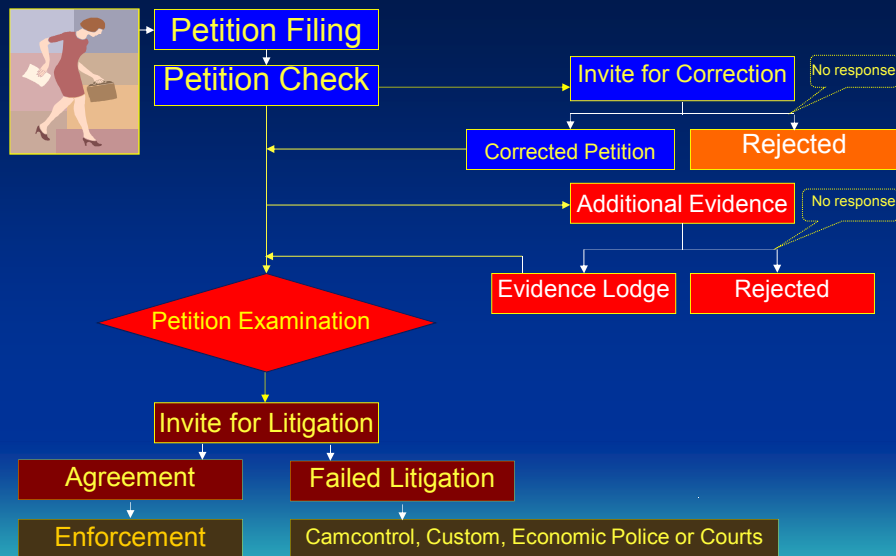 Petition Filing
Petition Check
Invite for Correction
No response
Corrected Petition
Rejected
Additional Evidence
No response
Evidence Lodge
Rejected
Petition Examination
Invite for Litigation
Agreement
Failed Litigation
Enforcement
Camcontrol, Custom, Economic Police or Courts